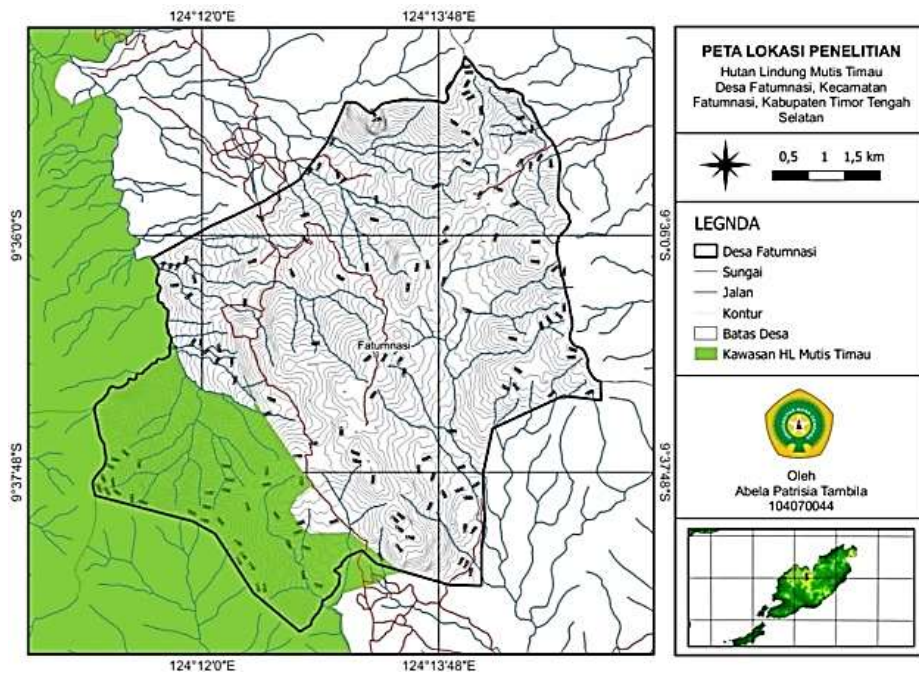 124°12'0"E 124°13'48"E
9°36'0"S
9°37'48"S
Fatumnasi
9°36'0"S
9°37'48"S
124°12'0"E 124°13'48"E
PETA LOKASI PENELITIAN
Hutan Lindung Mutis Timau
Desa Fatumnasi, Kecamatan
Fatumnasi, Kabupaten Timor Tengah
Selatan
0,5 1 1,5 km
LEGNDA
Desa Fatumnasi
Sungai
Jalan
Kontur
Batas Desa
Kawasan HL Mutis Timau
Oleh
Abela Patrisia Tambila
104070044